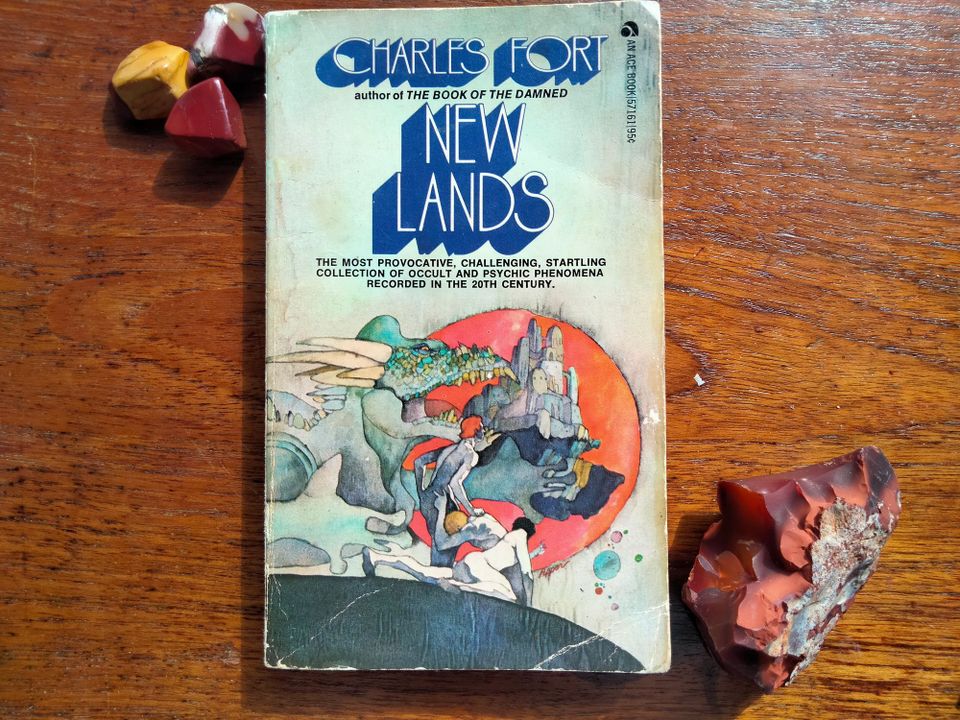 CHARLES FORT
author of THE BOOK OF THE DAMNED
NEW
LANDS
THE MOST PROVOCATIVE, CHALLENGING, STARTLING
COLLECTION OF OCCULT AND PSYCHIC PHENOMENA
RECORDED IN THE 20TH CENTURY.
AN ACE BOOK/57161/95¢